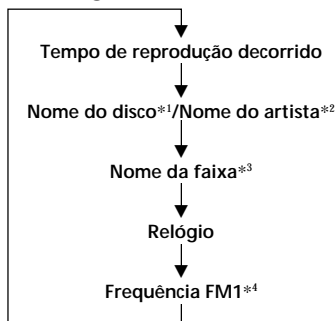 Tempo de reprodução decorrido
Nome do disco*1/Nome do artista*2
Nome da faixa*3
Relógio
Frequência FM1*4